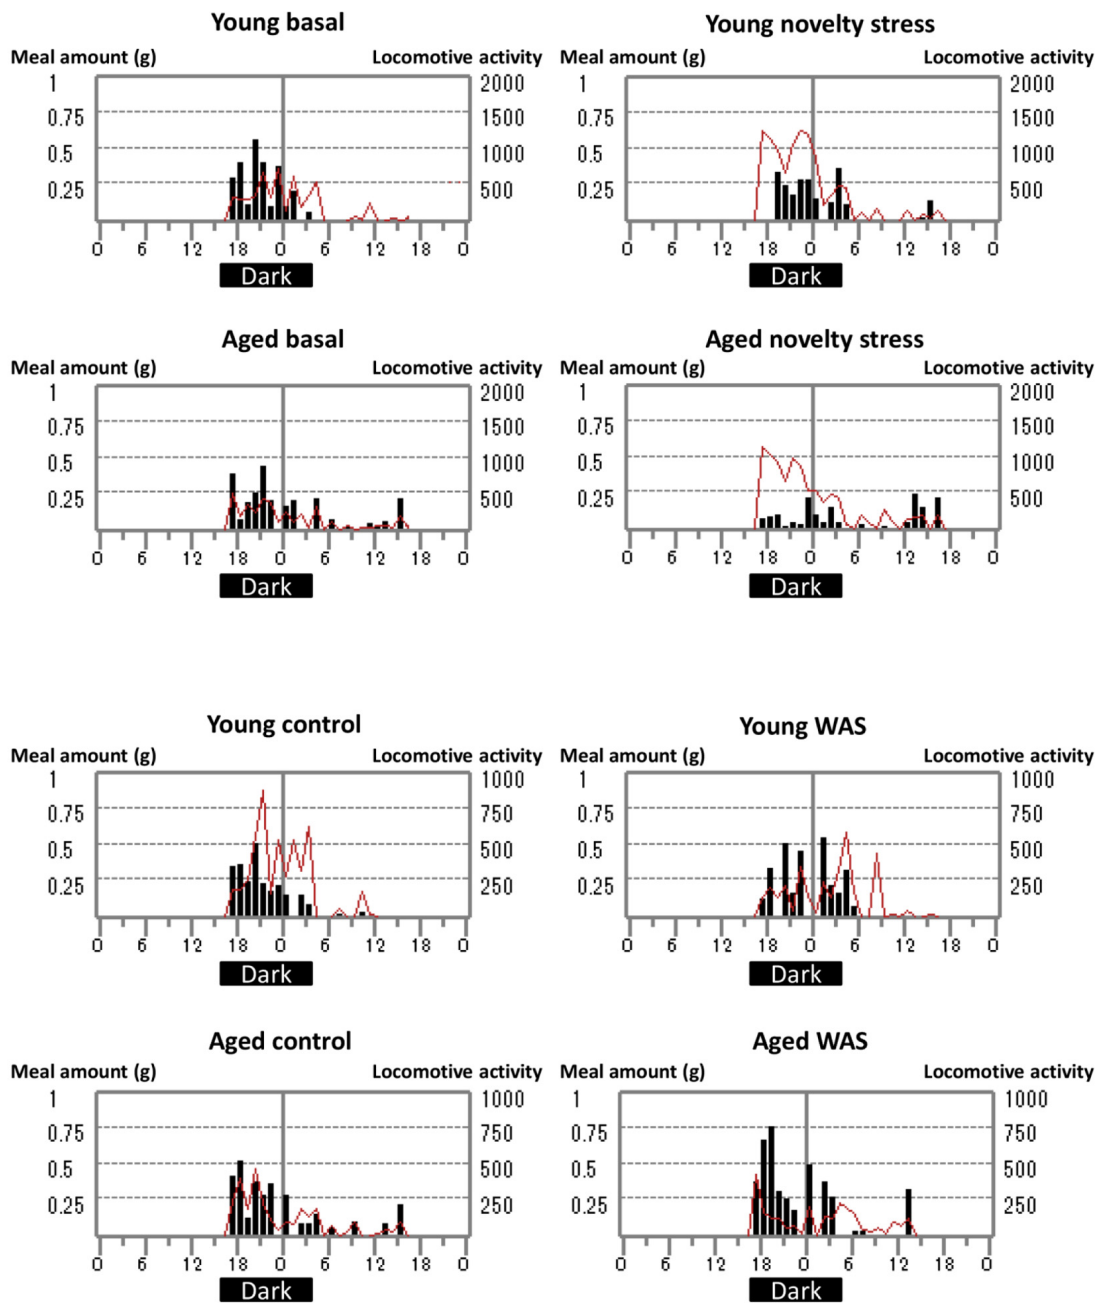 Young basal
Young novelty stress
Meal amount (g) Locomotive activity Meal amount (g) Locomotive activity
1 2000 1 2000
0.75 1500 0.75 1500
0.5 1000 0.5 1000
0.25 500 0.25 500
0 6 12 18 0 6 12 18 0 0 6 12 18 0 6 12 18 0
Dark Dark
Aged basal Aged novelty stress
Meal amount (g) Locomotive activity Meal amount (g) Locomotive activity
1 2000 1 2000
0.75 1500 0.75 1500
0.5 1000 0.5 1000
0.25 500 0.25 500
0 6 12 18 0 6 12 18 0 0 6 12 18 0 6 12 18 0
Dark Dark
Young control Young WAS
Meal amount (g) Locomotive activity Meal amount (g) Locomotive activity
1 1000 1 1000
0.75 750 0.75 750
0.5 500 0.5 500
0.25 250 0.25 250
0 6 12 18 0 6 12 18 0 0 6 12 18 0 6 12 18 0
Dark Dark
Aged control Aged WAS
Meal amount (g) Locomotive activity Meal amount (g) Locomotive activity
1 1000 1 1000
0.75 750 0.75 750
0.5 500 0.5 500
0.25 250 0.25 250
0 6 12 18 0 6 12 18 0 0 6 12 18 0 6 12 18 0
Dark Dark